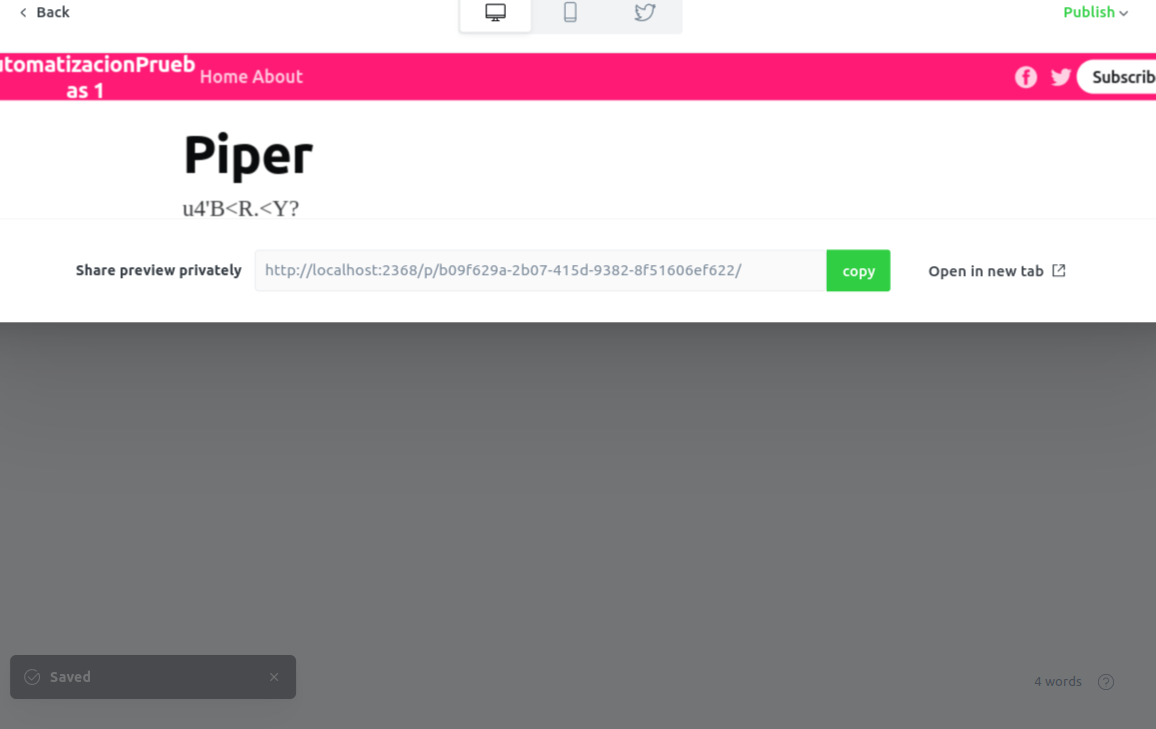 Back
Publish
utomatizacionPrueb
as 1
Home About
Subscrib
Piper
u4'B<R.<Y?
Share preview privately
http://localhost:2368/p/b09f629a-2b07-415d-9382-8f51606ef622/
copy
Open in new tab
Saved
4 words